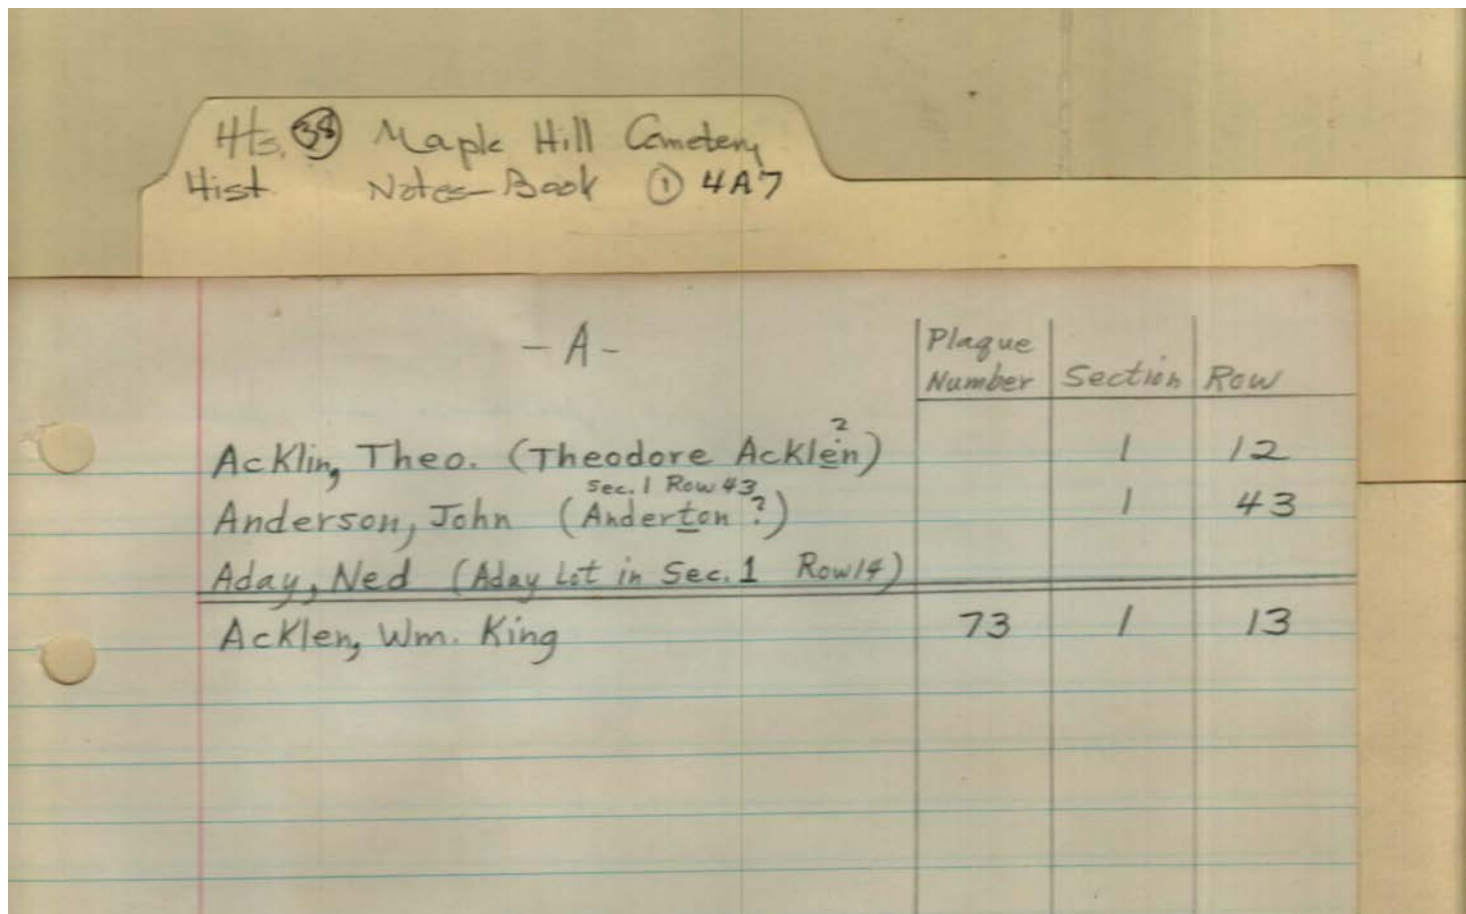 Hts. 38 Maple Hill Cemetery
Hist. Notes-Book 1 4A7
-A-
Plaque Number Section Row
Acklin, Theo. (Theodore Acklen) ? 1 12
Sec. 1 Row 43
Anderson, John (Anderton ?) 1 43
Aday, Ned (Aday Lot in Sec. 1 Row 14)
Acklen, Wm. King 73 1 13